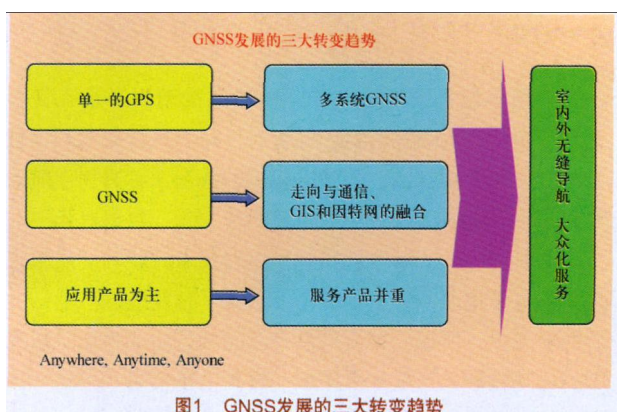 GNSS发展的三大转变趋势
单一的GPS
多系统GNSS
GNSS
走向与通信、
GIS和因特网的融合
应用产品为主
服务产品并重
室内外无缝导航 大众化服务
Anywhere, Anytime, Anyone
图1 GNSS发展的三大转变趋势